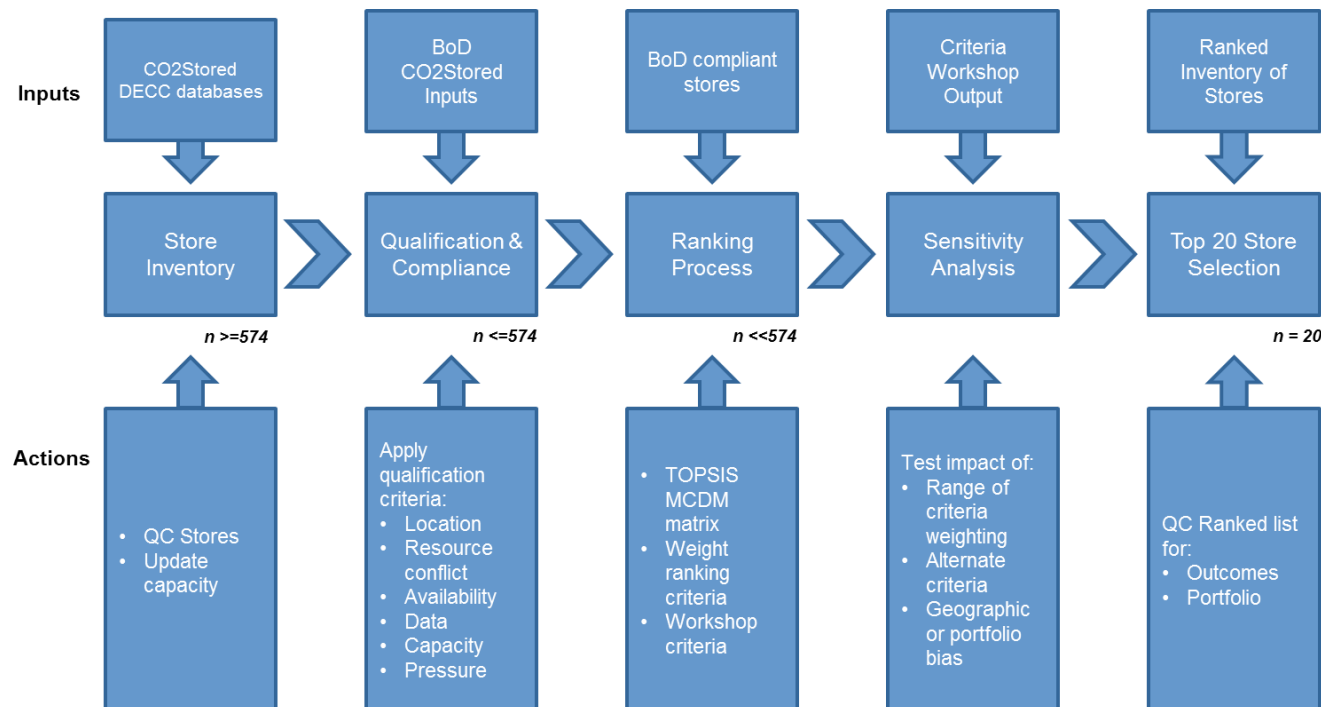 Inputs
CO2Stored
DECC databases
BoD
CO2Stored
Inputs
BoD compliant
stores
Criteria
Workshop
Output
Ranked
Inventory of
Stores
Store
Inventory
Qualification &
Compliance
Ranking
Process
Sensitivity
Analysis
Top 20 Store
Selection
n >=574
n <=574
n <<574
n = 20
Actions
• QC Stores
• Update
capacity
Apply
qualification
criteria:
• Location
• Resource
conflict
• Availability
• Data
• Capacity
• Pressure
• TOPSIS
MCDM
matrix
• Weight
ranking
criteria
• Workshop
criteria
Test impact of:
• Range of
criteria
weighting
• Alternate
criteria
• Geographic
or portfolio
bias
QC Ranked list
for:
• Outcomes
• Portfolio